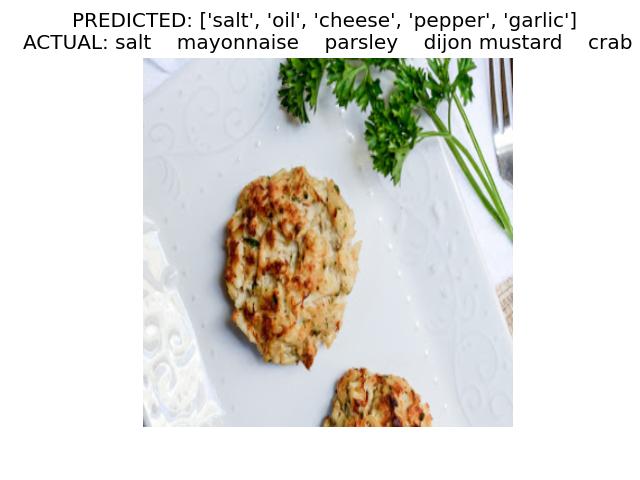 PREDICTED: ['salt', 'oil', 'cheese', 'pepper', 'garlic']
ACTUAL: salt    mayonnaise    parsley    dijon mustard    crab